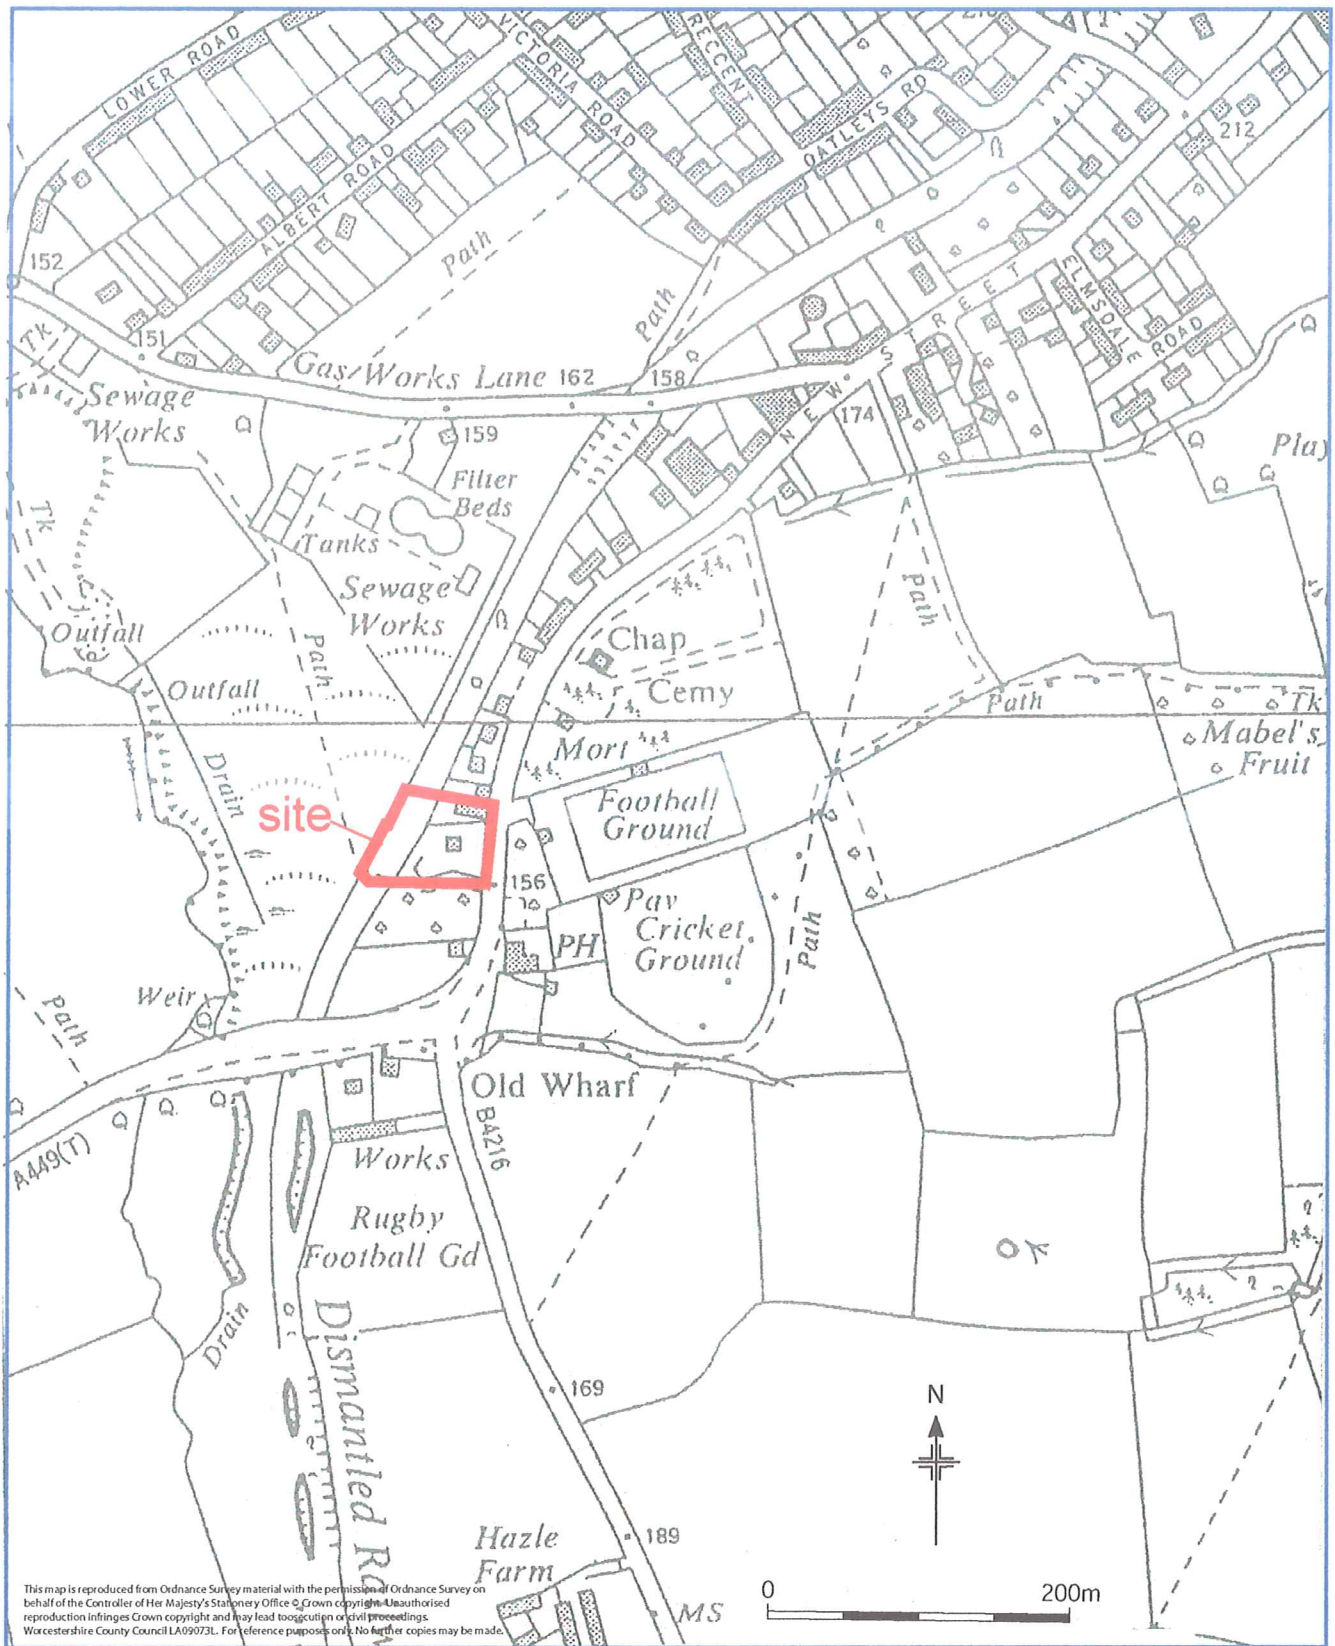 LOWER ROAD
VICTORIA ROAD
OATLEYS RD
212
ALBERT ROAD
Path
152
Path
STREET
ELMSDALE ROAD
Tk
151
Gas Works Lane
162
158
NEW
174
Sewage
Works
159
Filter
Beds
Play
Tk
Tanks
Sewage
Works
Path
Outfall
Path
Chap
Outfall
Cemy
Path
Tk
Mabel's
Fruit
Mort
Drain
site
Football
Ground
156
Pav
Cricket
Ground
PH
Path
Weir
Path
Old Wharf
A449(T)
B4216
Works
Rugby
Football Gd
Drain
Dismantled
169
N
Hazle
Farm
189
MS
0
200m
This map is reproduced from Ordnance Survey material with the permission of Ordnance Survey on
behalf of the Controller of Her Majesty's Stationery Office © Crown copyright. Unauthorised
reproduction infringes Crown copyright and may lead toosecution or civil proceedings.
Worcestershire County Council LA09073L. For reference purposes only. No further copies may be made.